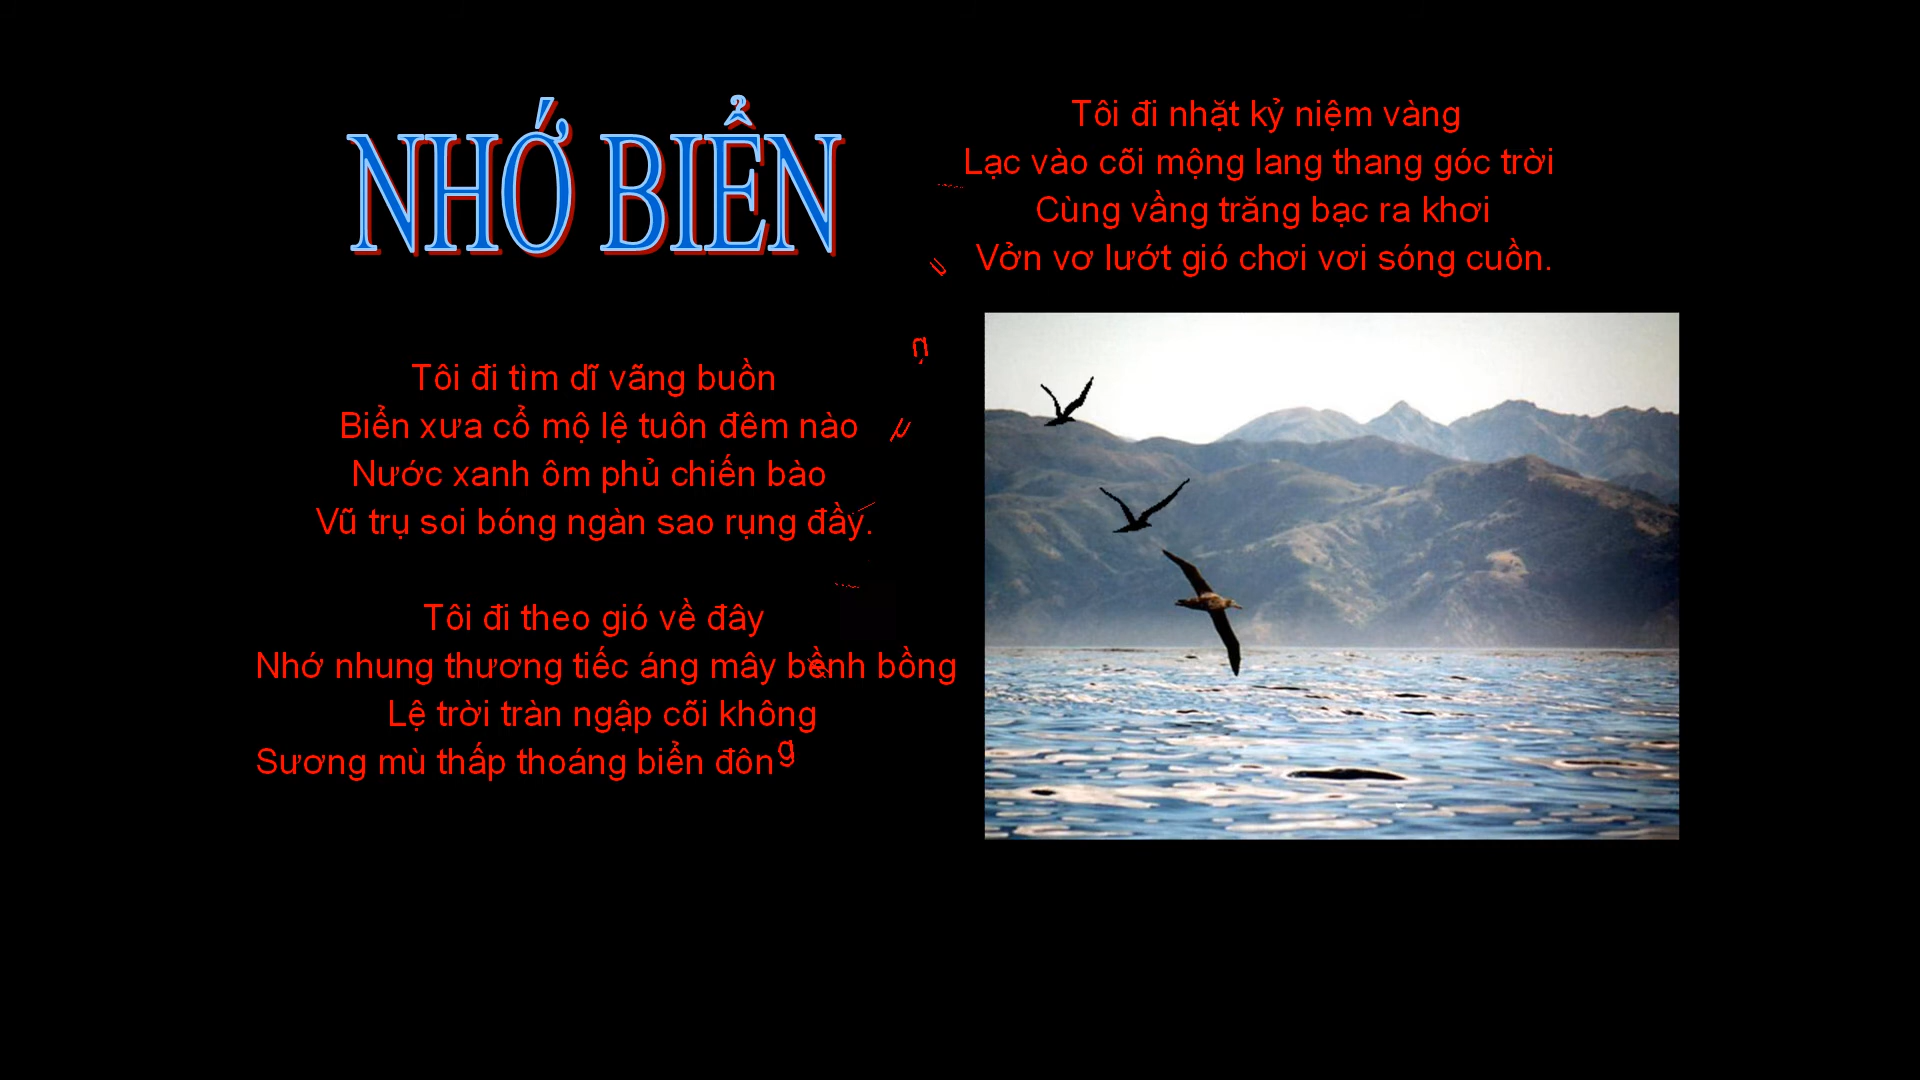 NHỚ BIỂN
Tôi đi tìm dĩ vãng buồn
Biển xưa cổ mộ lệ tuôn đêm nào
Nước xanh ôm phủ chiến bào
Vũ trụ soi bóng ngàn sao rụng đầy.
Tôi đi theo gió về đây
Nhớ nhung thương tiếc áng mây bềnh bồng
Lệ trời tràn ngập cõi không
Sương mù thấp thoáng biển đông
Tôi đi nhặt kỷ niệm vàng
Lạc vào cõi mộng lang thang góc trời
Cùng vầng trăng bạc ra khơi
Vởn vơ lướt gió chơi vơi sóng cuồn.